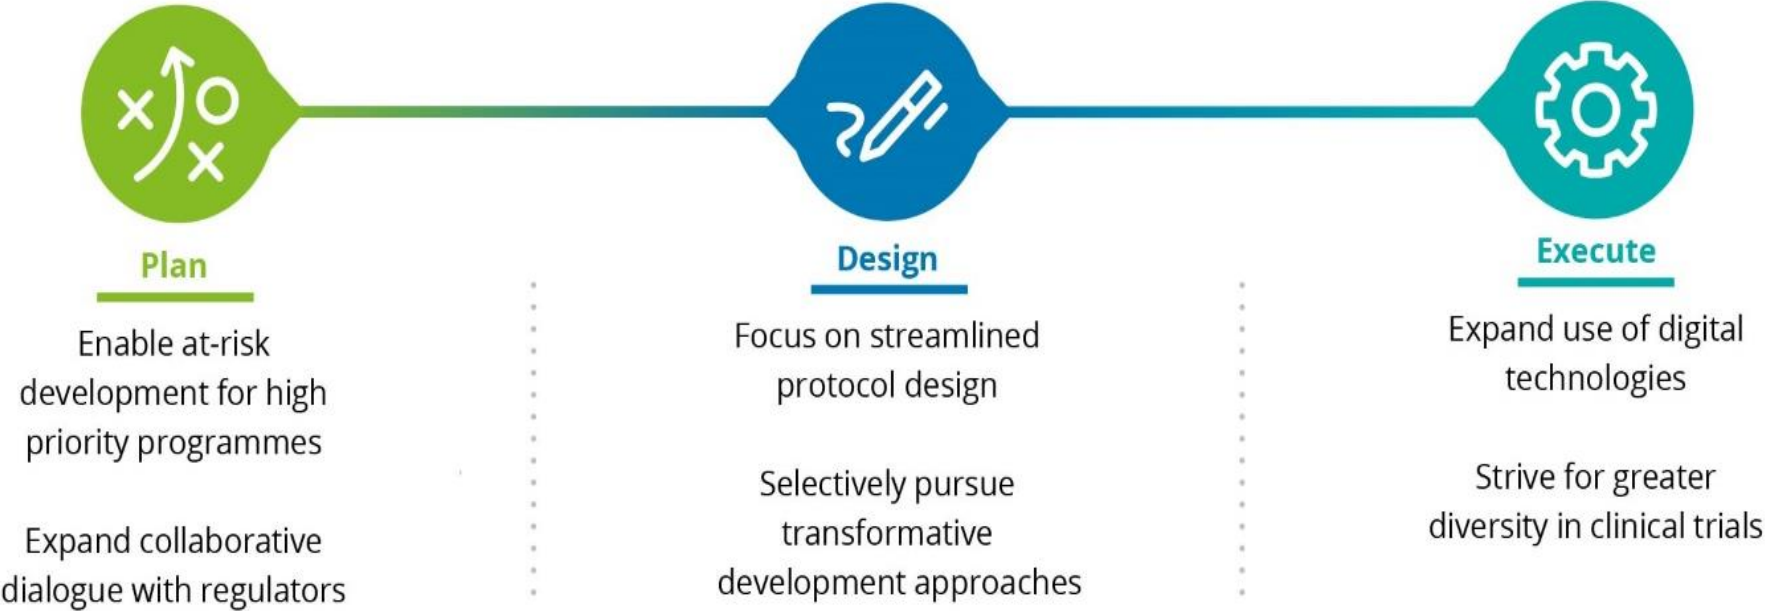 Plan
Enable at-risk
development for high
priority programmes
Expand collaborative
dialogue with regulators
Design
Focus on streamlined
protocol design
Selectively pursue
transformative
development approaches
Execute
Expand use of digital
technologies
Strive for greater
diversity in clinical trials